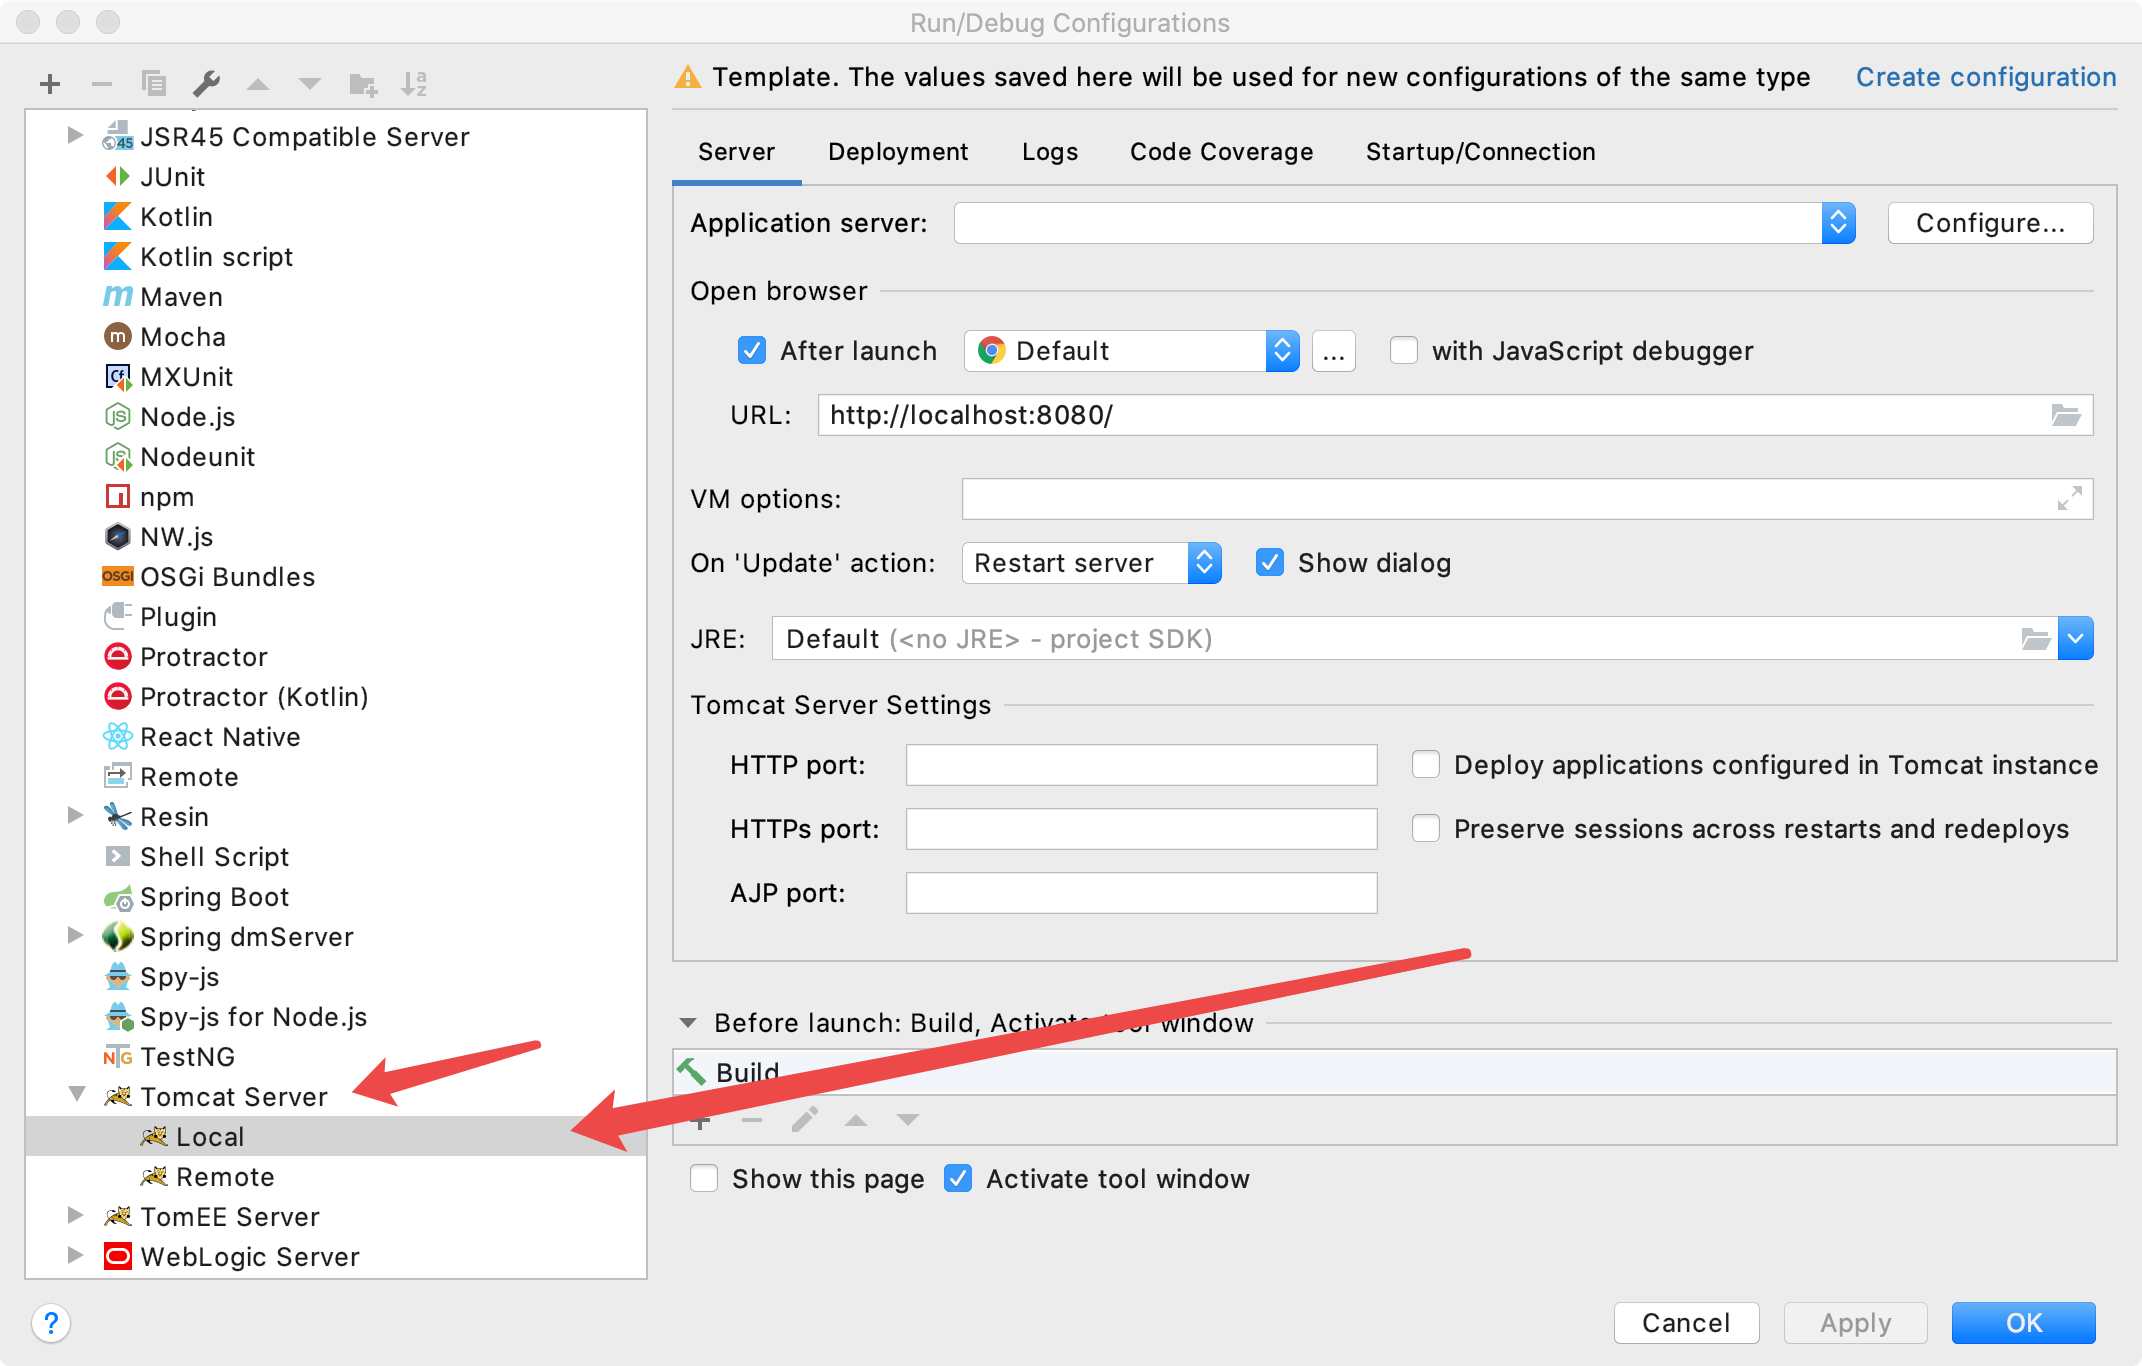 Run/Debug Configurations
Template. The values saved here will be used for new configurations of the same type Create configuration
JSR45 Compatible Server
JUnit
Kotlin
Kotlin script
Maven
Mocha
MXUnit
Node.js
Nodeunit
npm
NW.js
OSGi Bundles
Plugin
Protractor
Protractor (Kotlin)
React Native
Remote
Resin
Shell Script
Spring Boot
Spring dmServer
Spy-js
Spy-js for Node.js
TestNG
Tomcat Server
Local
Remote
TomEE Server
WebLogic Server
Server Deployment Logs Code Coverage Startup/Connection
Application server: Configure...
Open browser
After launch Default ... with JavaScript debugger
URL: http://localhost:8080/
VM options:
On 'Update' action: Restart server Show dialog
JRE: Default (<no JRE> - project SDK)
Tomcat Server Settings
HTTP port: Deploy applications configured in Tomcat instance
HTTPs port: Preserve sessions across restarts and redeploys
AJP port:
Before launch: Build, Activate tool window
Build
Show this page Activate tool window
? Cancel Apply OK